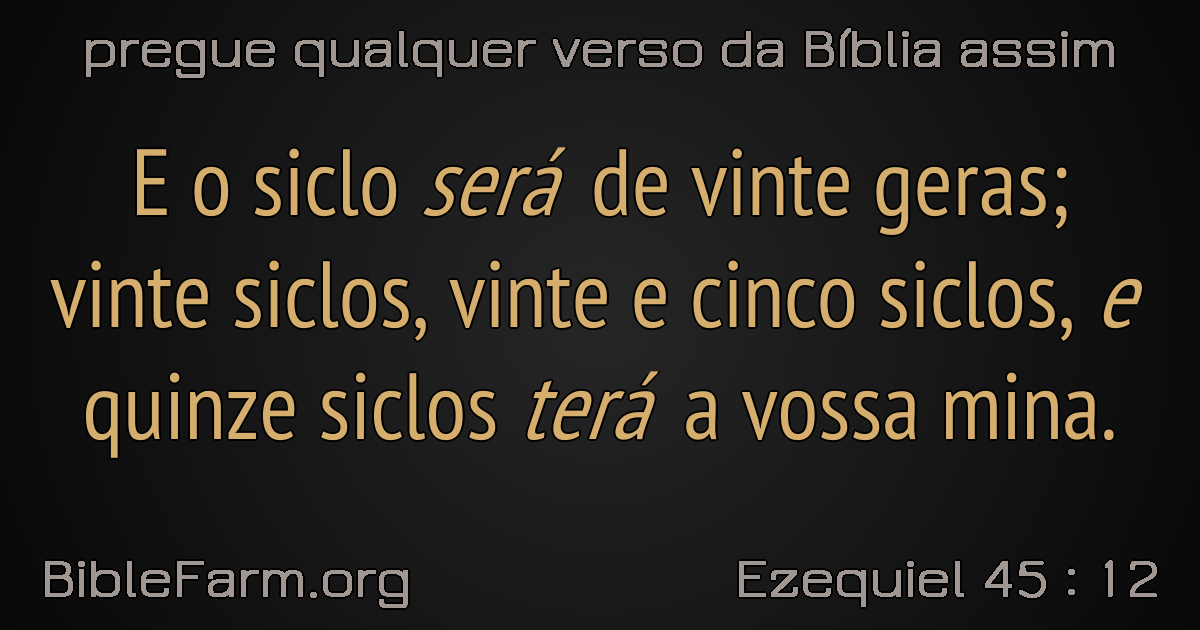 pregue qualquer verso da Bíblia assim
E o siclo será de vinte geras;
vinte siclos, vinte e cinco siclos, e
quinze siclos terá a vossa mina.
BibleFarm.org
Ezequiel 45 : 12